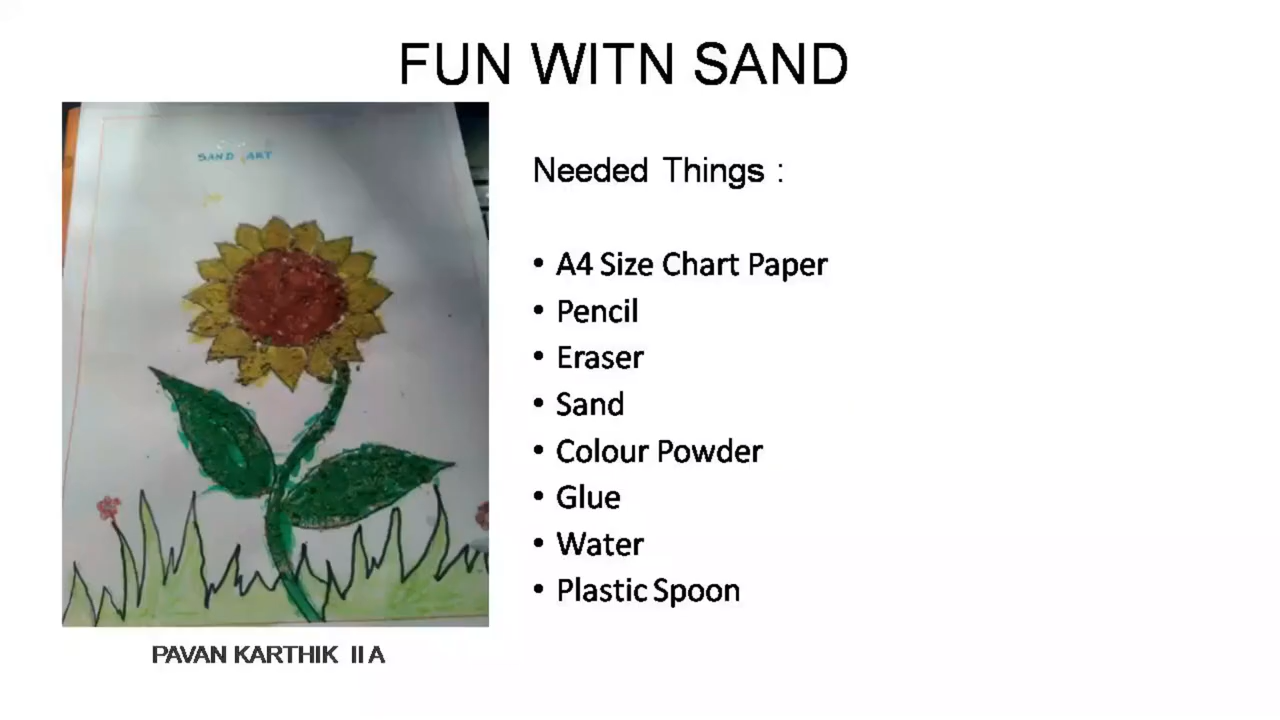 FUN WITN SAND
SAND ART
Needed Things :
• A4 Size Chart Paper
• Pencil
• Eraser
• Sand
• Colour Powder
• Glue
• Water
• Plastic Spoon
PAVAN KARTHIK II A